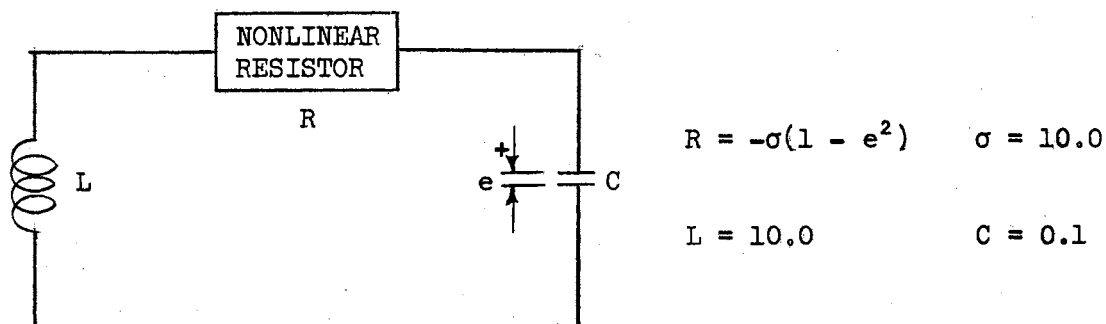 NONLINEAR
RESISTOR
R
L
+
e
C
R = -σ(1 - e²) σ = 10.0
L = 10.0 C = 0.1